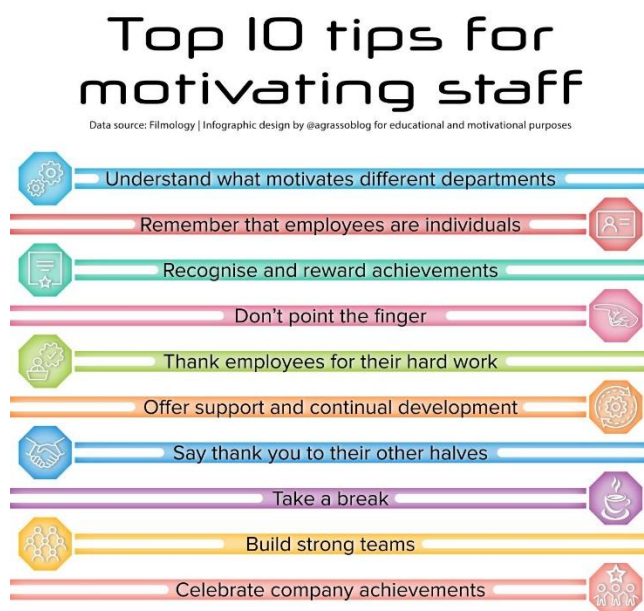 Top 10 tips for
motivating staff
Data source: Filmology | Infographic design by @agrassoblog for educational and motivational purposes
Understand what motivates different departments
Remember that employees are individuals
Recognise and reward achievements
Don't point the finger
Thank employees for their hard work
Offer support and continual development
Say thank you to their other halves
Take a break
Build strong teams
Celebrate company achievements